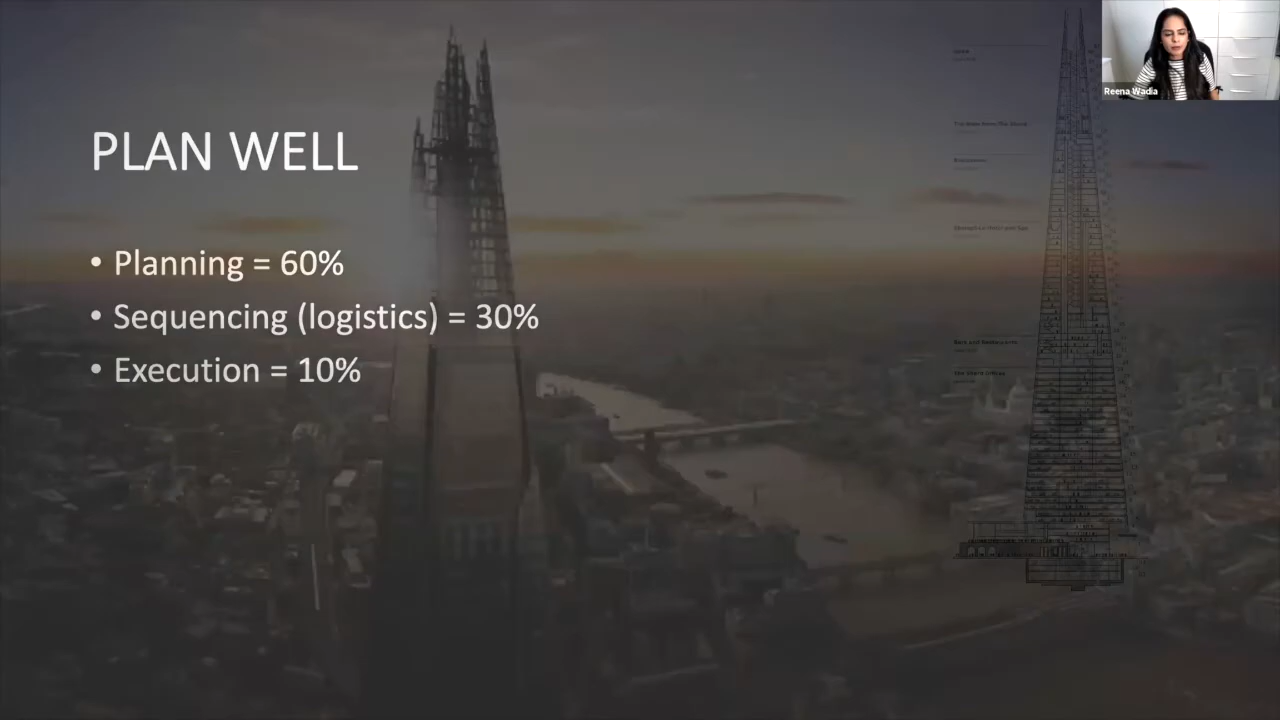 Reena Wadia
PLAN WELL
• Planning = 60%
• Sequencing (logistics) = 30%
• Execution = 10%